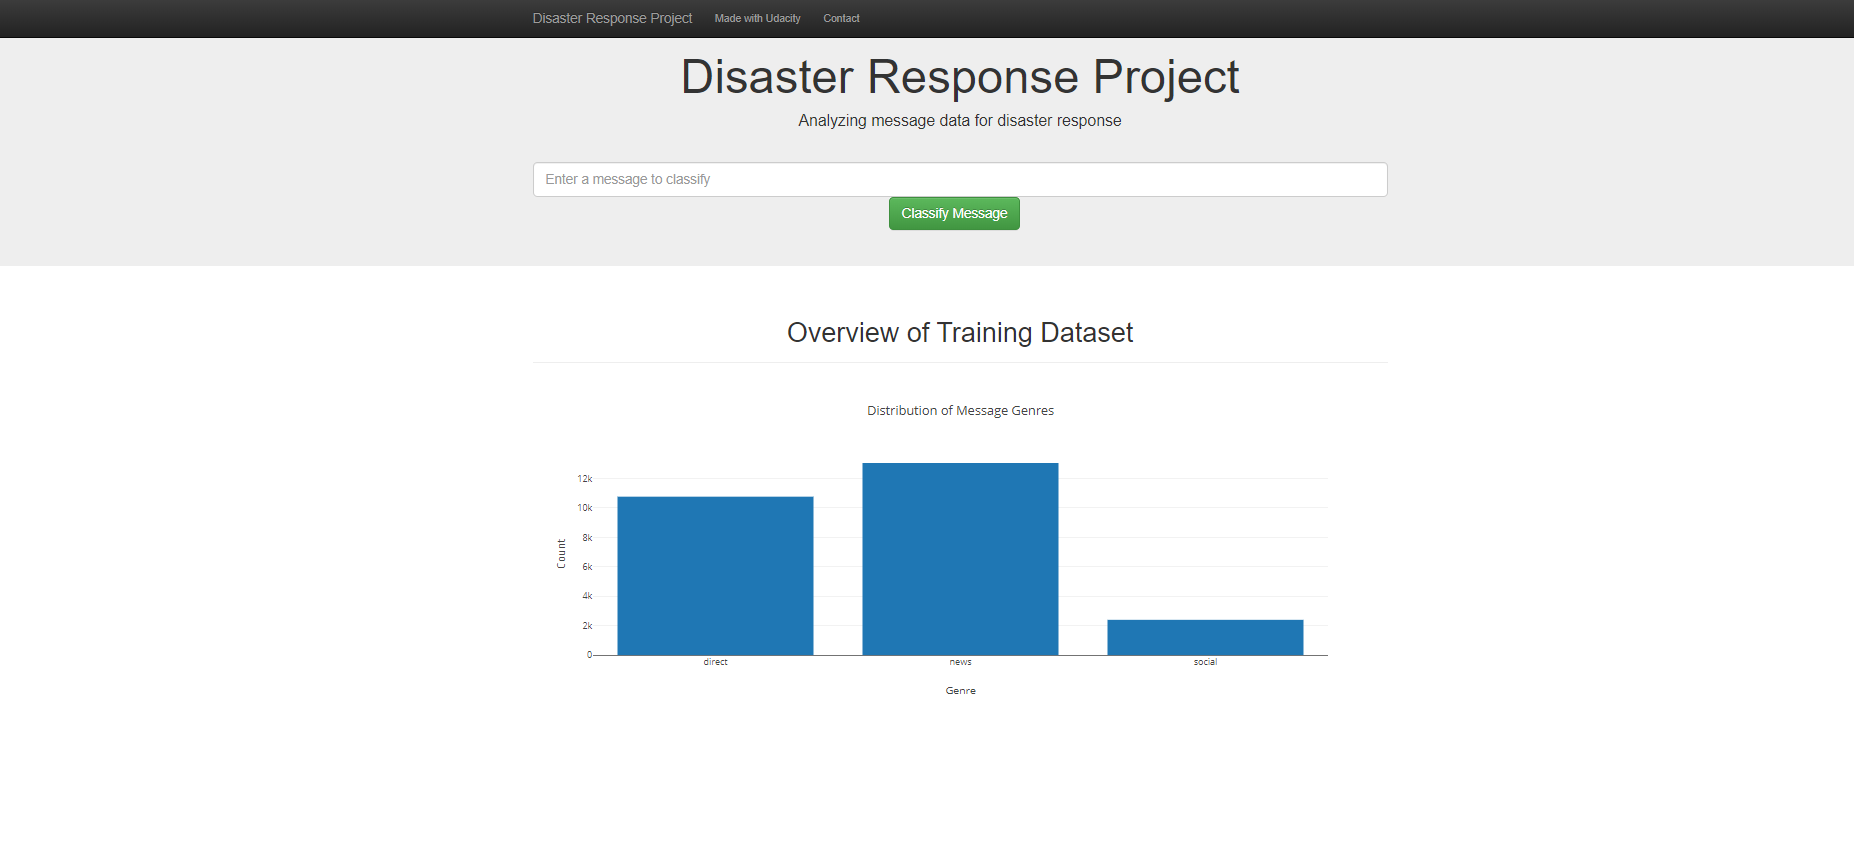 Disaster Response Project Made with Udacity Contact
Disaster Response Project
Analyzing message data for disaster response
Enter a message to classify
Classify Message
Overview of Training Dataset
Distribution of Message Genres
12k
10k
8k
6k
4k
2k
0
Count
direct news social
Genre